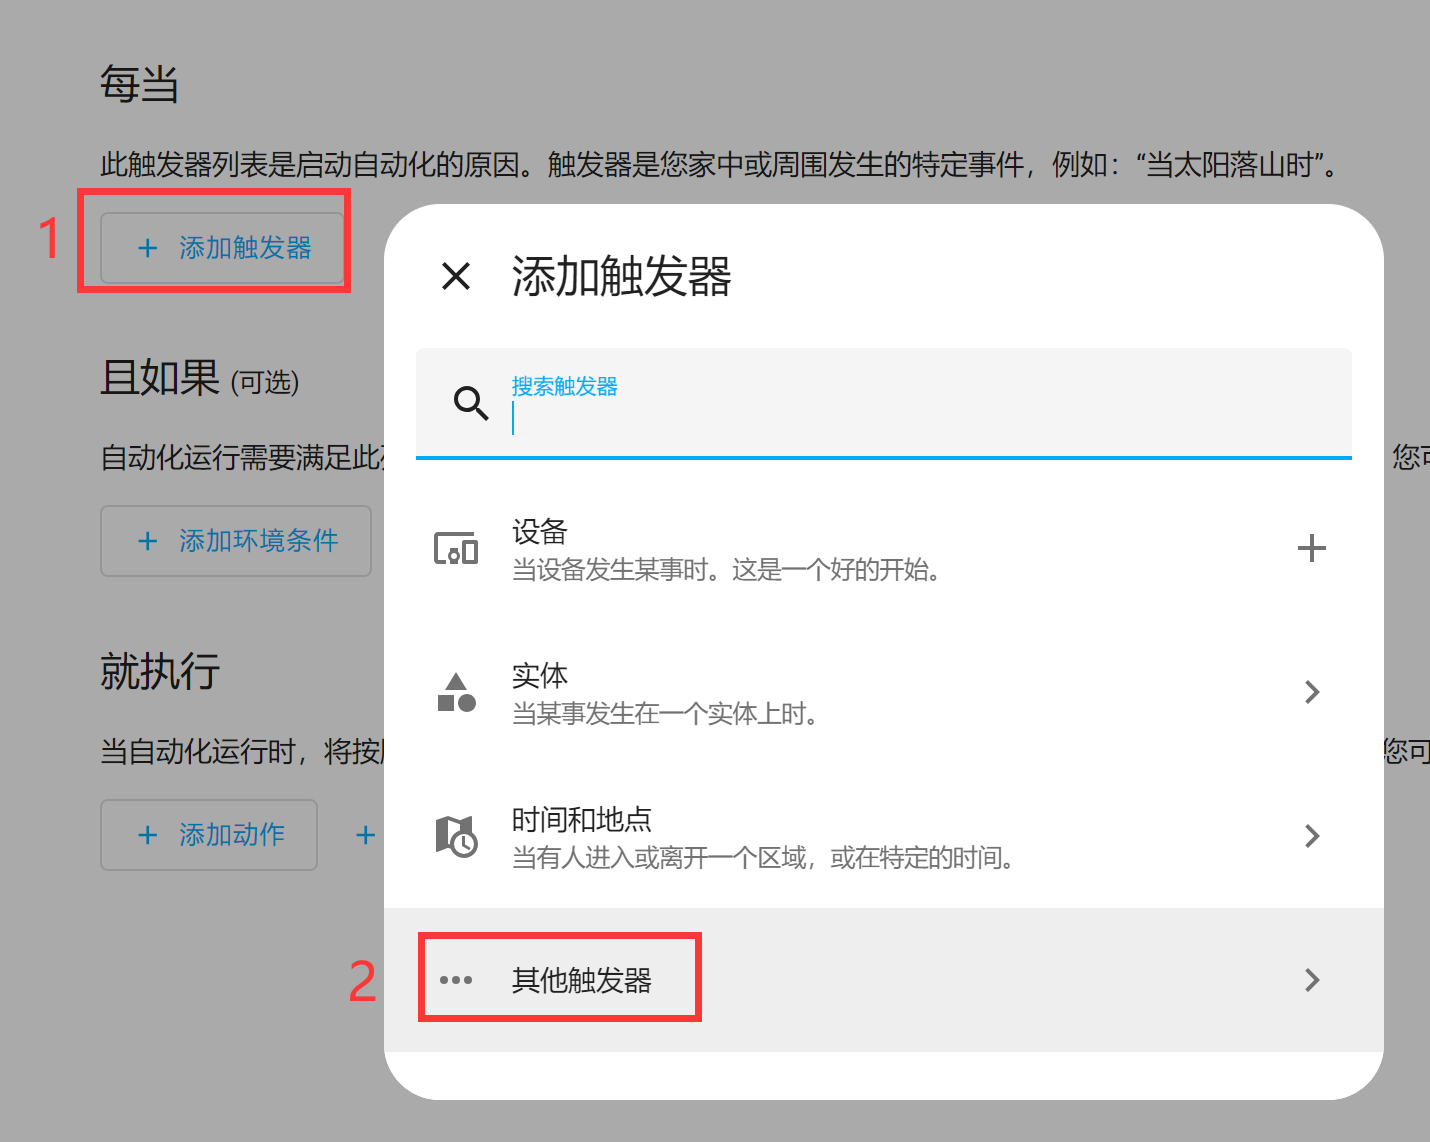 每当
此触发器列表是启动自动化的原因。触发器是您家中或周围发生的特定事件，例如：“当太阳落山时”。
1
+ 添加触发器
且如果 (可选)
自动化运行需要满足此
您可
+ 添加环境条件
就执行
当自动化运行时，将按
您可
+ 添加动作
+
添加触发器
搜索触发器
设备
当设备发生某事时。这是一个好的开始。
实体
当某事发生在一个实体上时。
时间和地点
当有人进入或离开一个区域，或在特定的时间。
2
其他触发器